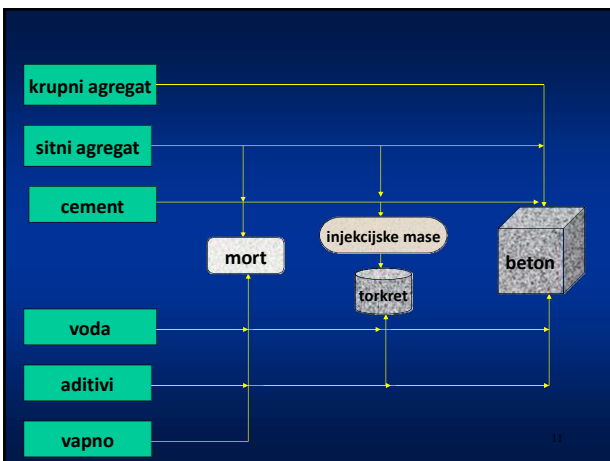 krupni agregat
sitni agregat
cement
injekcijske mase
mort
beton
torkret
voda
aditivi
vapno
11